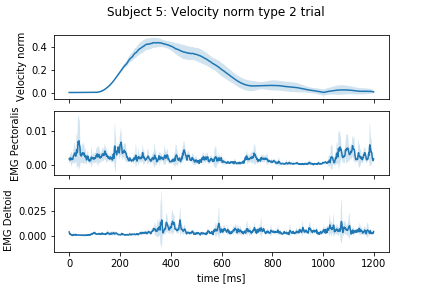 Subject 5: Velocity norm type 2 trial
Velocity norm
0.4
0.2
0.0
EMG Pectoralis
0.01
0.00
EMG Deltoid
0.025
0.000
0 200 400 600 800 1000 1200
time [ms]